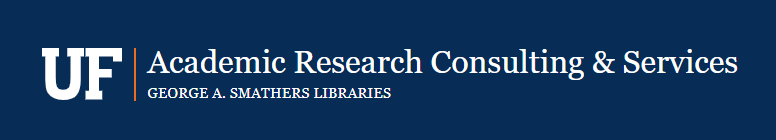 UF
Academic Research Consulting & Services
GEORGE A. SMATHERS LIBRARIES